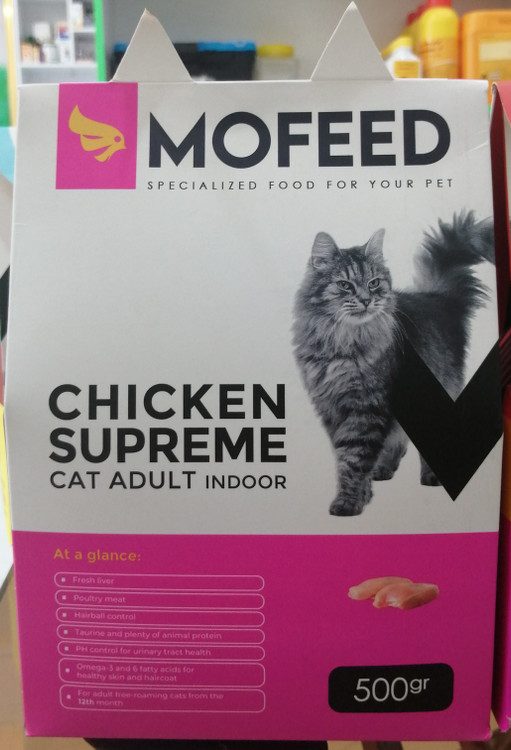 MOFEED
SPECIALIZED FOOD FOR YOUR PET
CHICKEN
SUPREME
CAT ADULT INDOOR
At a glance:
Fresh liver
Poultry meat
Hairball control
Taurine and plenty of animal protein
PH control for urinary tract health
Omega-3 and 6 fatty acids for
healthy skin and haircoat
For adult free-roaming cats from the
12th month
500gr